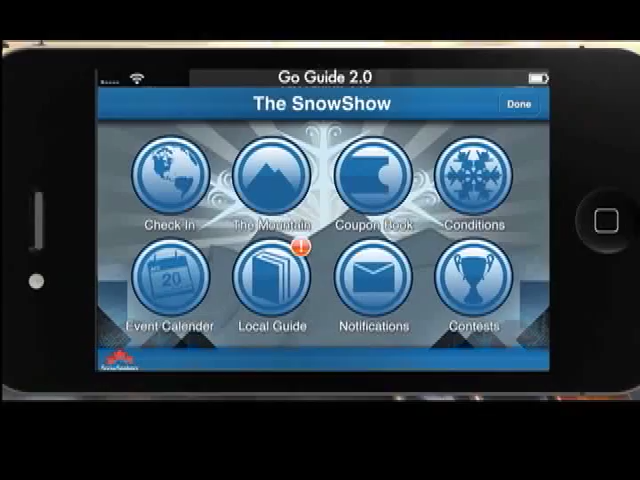 Go Guide 2.0
The SnowShow
Done
Check In
The Mountain
Coupon Book
Conditions
20
!
Event Calender
Local Guide
Notifications
Contests